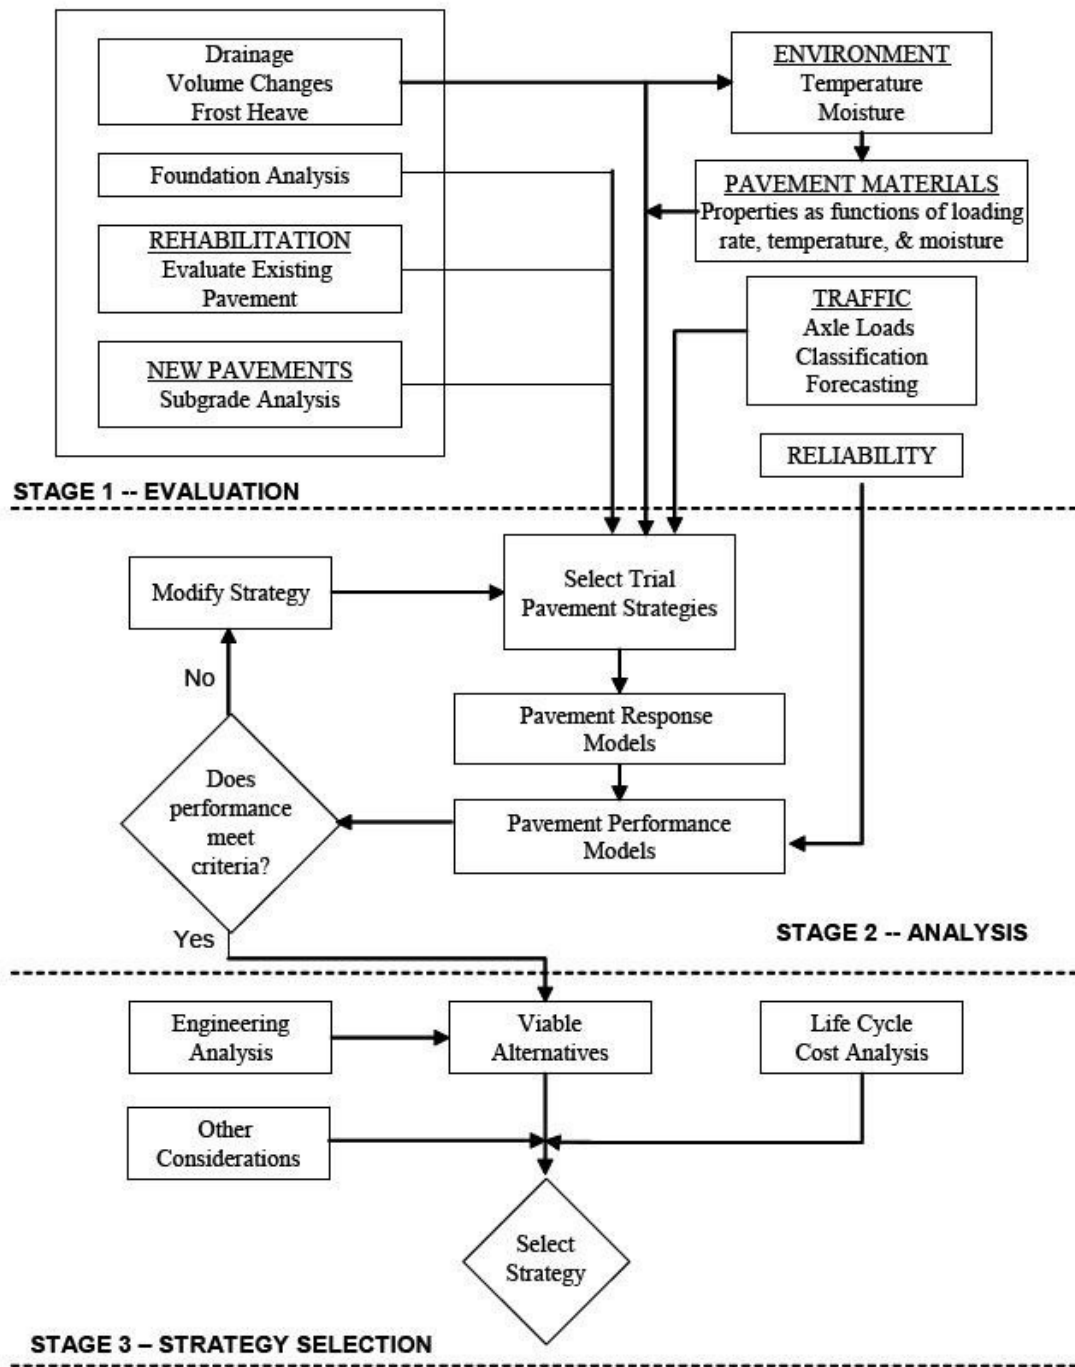 Drainage
Volume Changes
Frost Heave
ENVIRONMENT
Temperature
Moisture
Foundation Analysis
PAVEMENT MATERIALS
Properties as functions of loading
rate, temperature, & moisture
REHABILITATION
Evaluate Existing
Pavement
TRAFFIC
Axle Loads
Classification
Forecasting
NEW PAVEMENTS
Subgrade Analysis
RELIABILITY
STAGE 1 -- EVALUATION
Modify Strategy
Select Trial
Pavement Strategies
No
Pavement Response
Models
Does
performance
meet
criteria?
Pavement Performance
Models
Yes
STAGE 2 -- ANALYSIS
Engineering
Analysis
Viable
Alternatives
Life Cycle
Cost Analysis
Other
Considerations
Select
Strategy
STAGE 3 – STRATEGY SELECTION